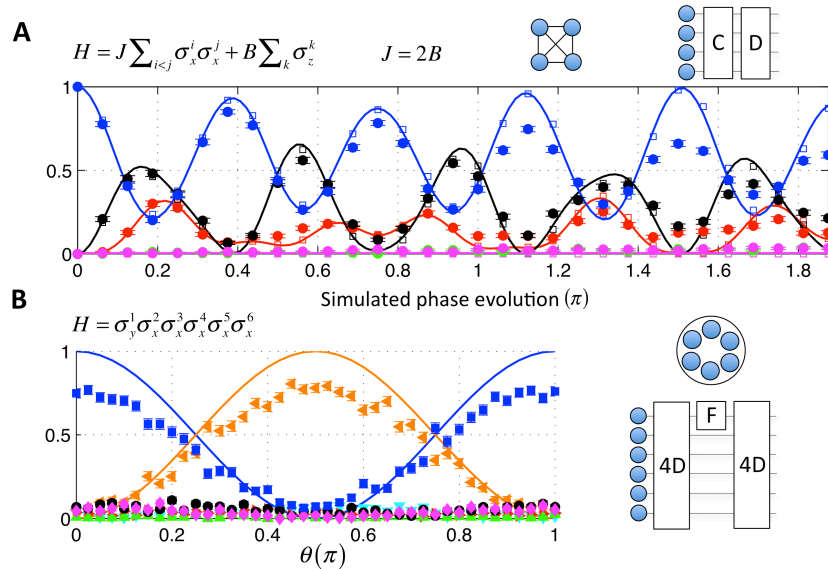 A
H = J∑_{i<j} σ_x^i σ_x^j + B∑_k σ_z^k
J = 2B
C D
1
0.5
0
0 0.2 0.4 0.6 0.8 1 1.2 1.4 1.6 1.8
Simulated phase evolution (π)
B
H = σ_y^1 σ_x^2 σ_x^3 σ_x^4 σ_x^5 σ_x^6
1
0.5
0
0 0.2 0.4 0.6 0.8 1
θ(π)
F
4D 4D